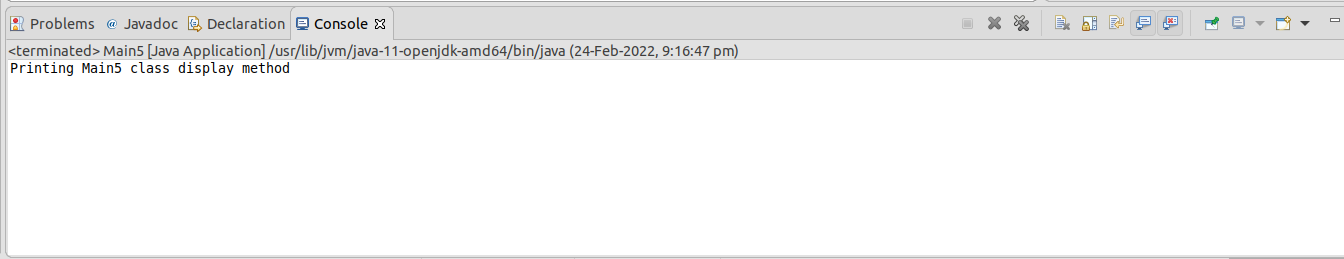 Problems @ Javadoc Declaration Console
<terminated> Main5 [Java Application] /usr/lib/jvm/java-11-openjdk-amd64/bin/java (24-Feb-2022, 9:16:47 pm)
Printing Main5 class display method